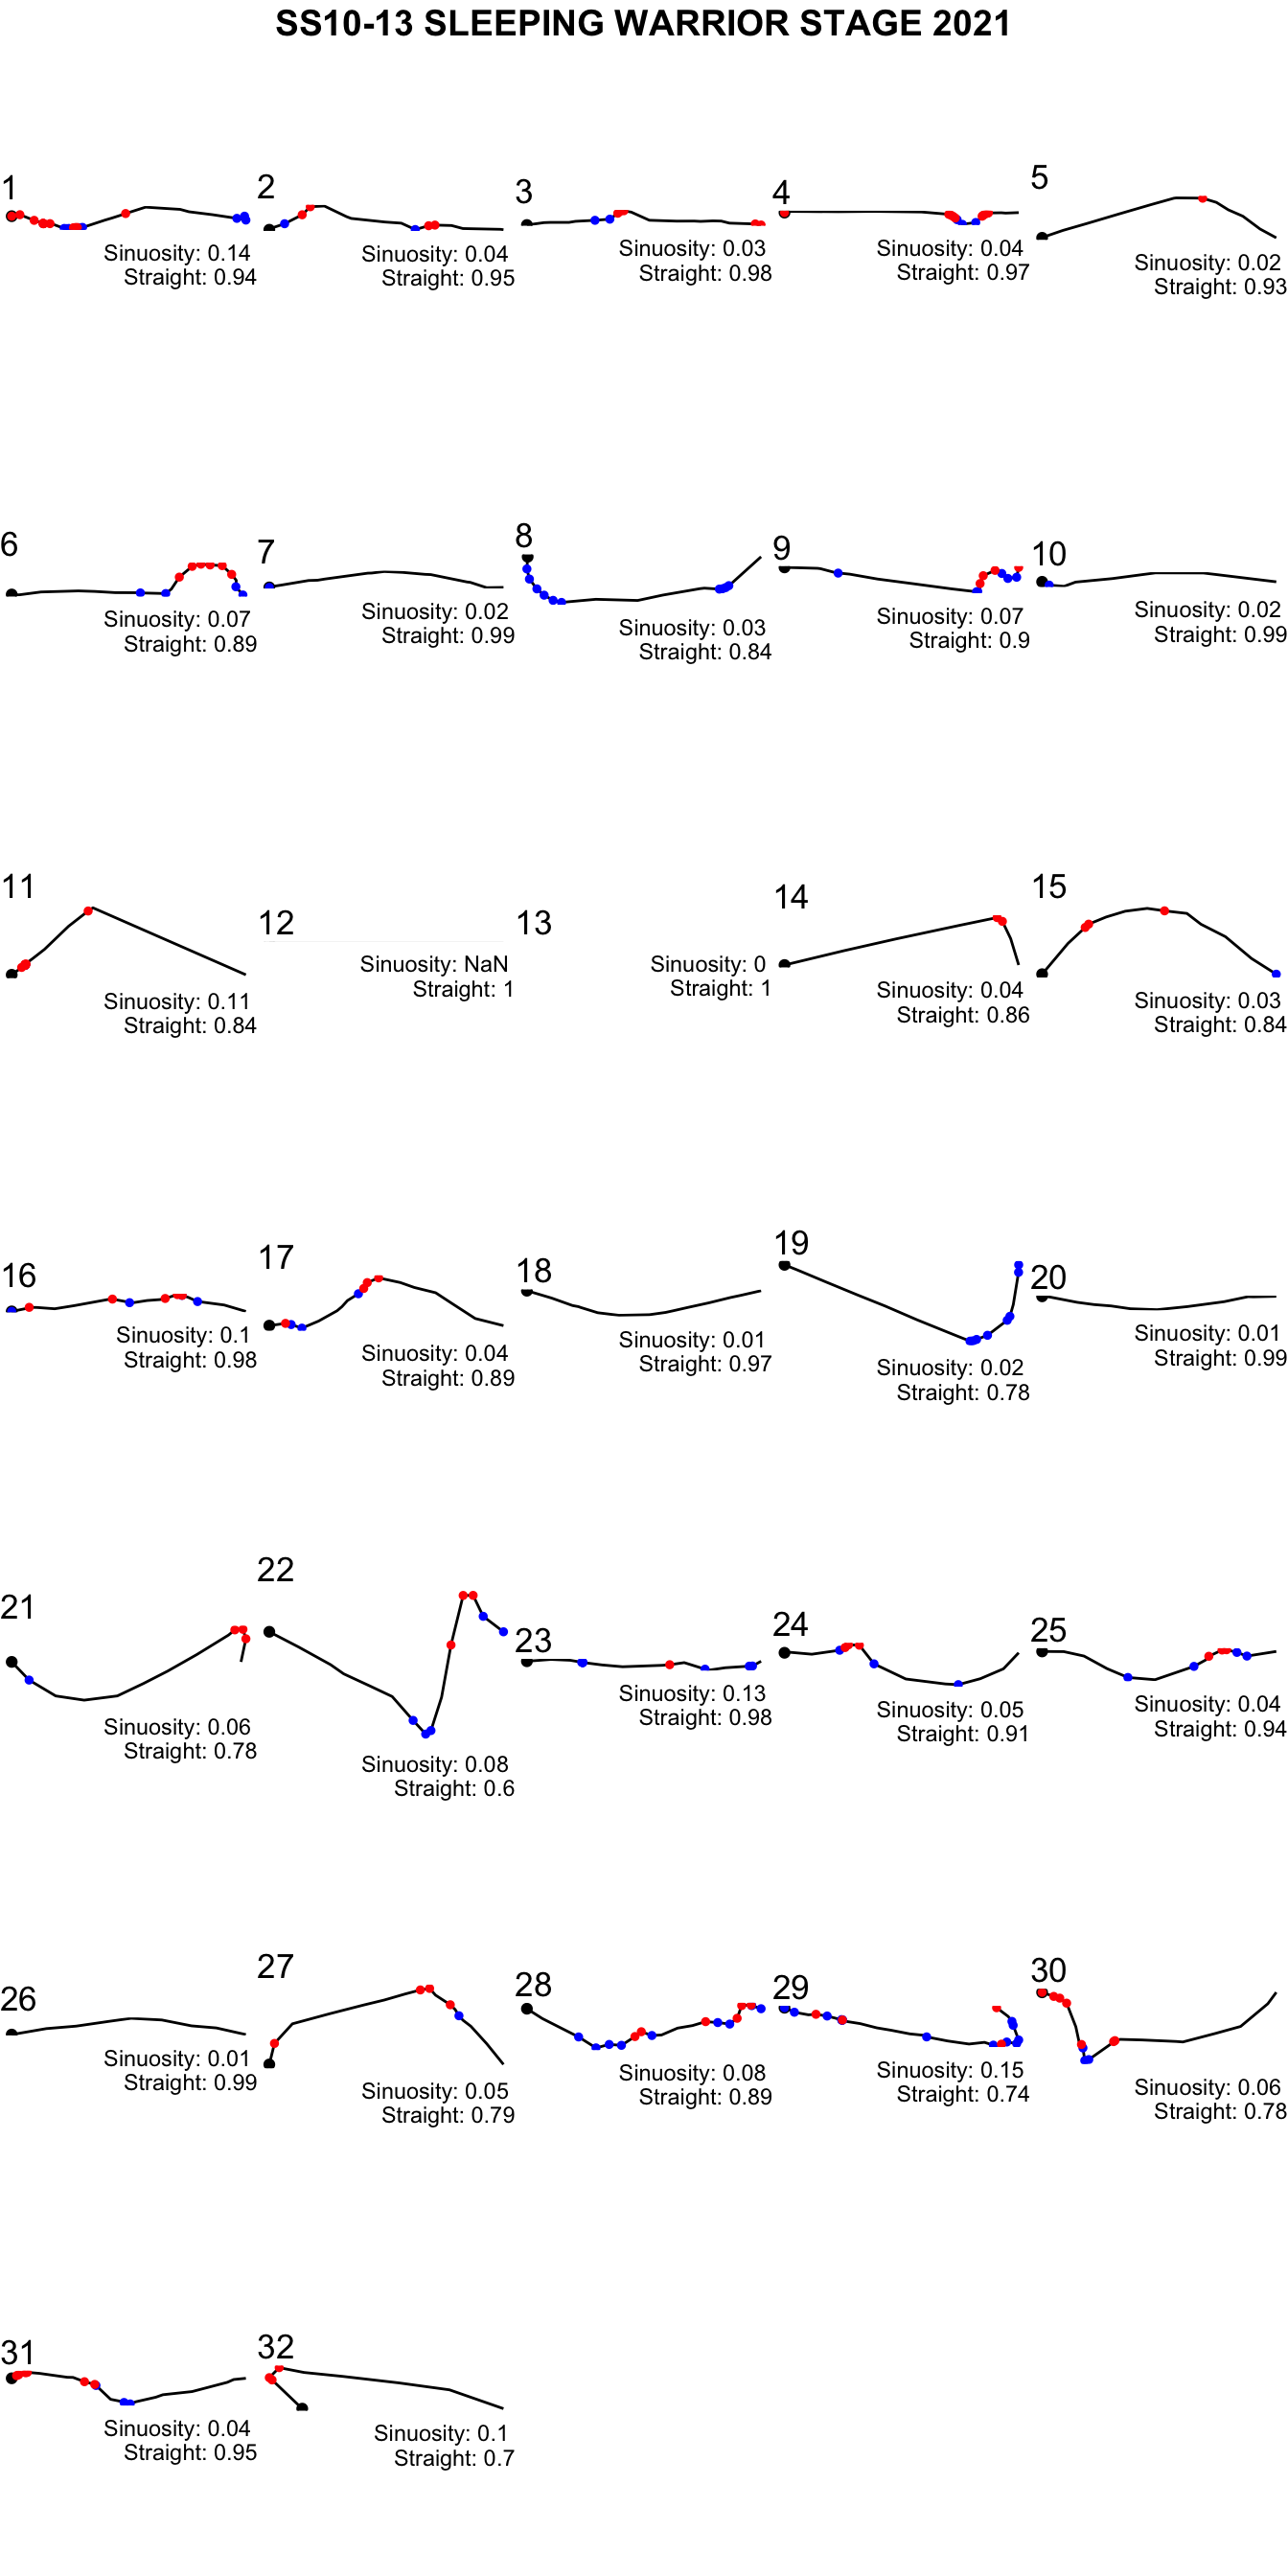 SS10-13 SLEEPING WARRIOR STAGE 2021
1
Sinuosity: 0.14
Straight: 0.94
2
Sinuosity: 0.04
Straight: 0.95
3
Sinuosity: 0.03
Straight: 0.98
4
Sinuosity: 0.04
Straight: 0.97
5
Sinuosity: 0.02
Straight: 0.93
6
Sinuosity: 0.07
Straight: 0.89
7
Sinuosity: 0.02
Straight: 0.99
8
Sinuosity: 0.03
Straight: 0.84
9
Sinuosity: 0.07
Straight: 0.9
10
Sinuosity: 0.02
Straight: 0.99
11
Sinuosity: 0.11
Straight: 0.84
12
Sinuosity: NaN
Straight: 1
13
Sinuosity: 0
Straight: 1
14
Sinuosity: 0.04
Straight: 0.86
15
Sinuosity: 0.03
Straight: 0.84
16
Sinuosity: 0.1
Straight: 0.98
17
Sinuosity: 0.04
Straight: 0.89
18
Sinuosity: 0.01
Straight: 0.97
19
Sinuosity: 0.02
Straight: 0.78
20
Sinuosity: 0.01
Straight: 0.99
21
Sinuosity: 0.06
Straight: 0.78
22
Sinuosity: 0.08
Straight: 0.6
23
Sinuosity: 0.13
Straight: 0.98
24
Sinuosity: 0.05
Straight: 0.91
25
Sinuosity: 0.04
Straight: 0.94
26
Sinuosity: 0.01
Straight: 0.99
27
Sinuosity: 0.05
Straight: 0.79
28
Sinuosity: 0.08
Straight: 0.89
29
Sinuosity: 0.15
Straight: 0.74
30
Sinuosity: 0.06
Straight: 0.78
31
Sinuosity: 0.04
Straight: 0.95
32
Sinuosity: 0.1
Straight: 0.7